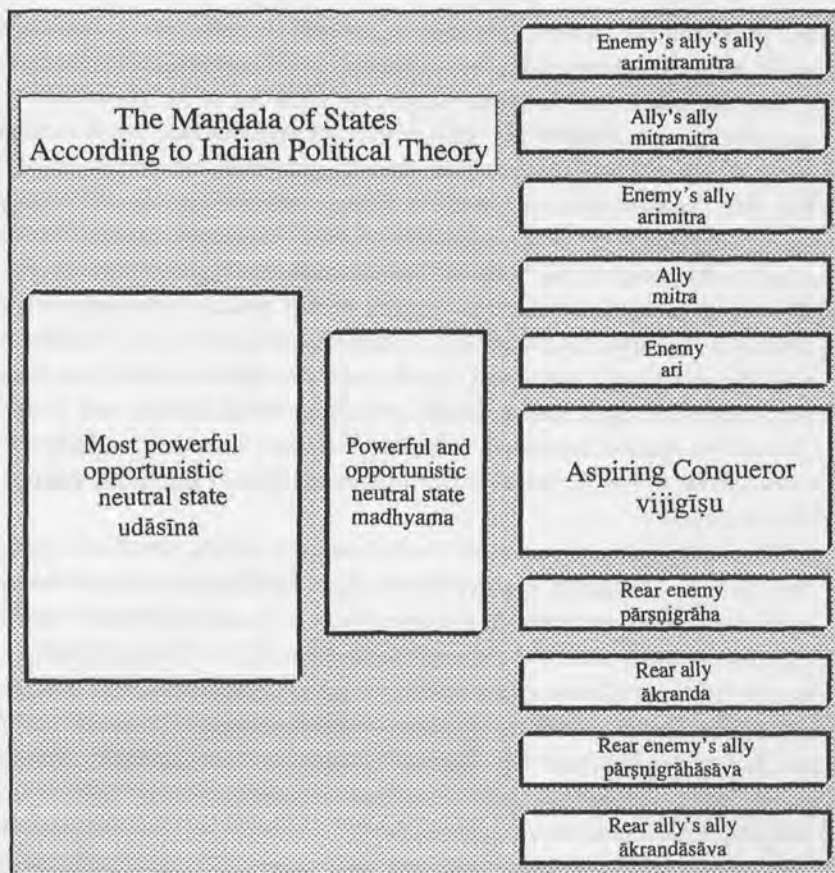 The Maṇḍala of States
According to Indian Political Theory
Enemy's ally's ally
arimitramitra
Ally's ally
mitramitra
Enemy's ally
arimitra
Ally
mitra
Enemy
ari
Most powerful
opportunistic
neutral state
udāsīna
Powerful and
opportunistic
neutral state
madhyama
Aspiring Conqueror
vijigīṣu
Rear enemy
pārṣṇigrāha
Rear ally
ākranda
Rear enemy's ally
pārṣṇigrāhāsāva
Rear ally's ally
ākrandāsāva